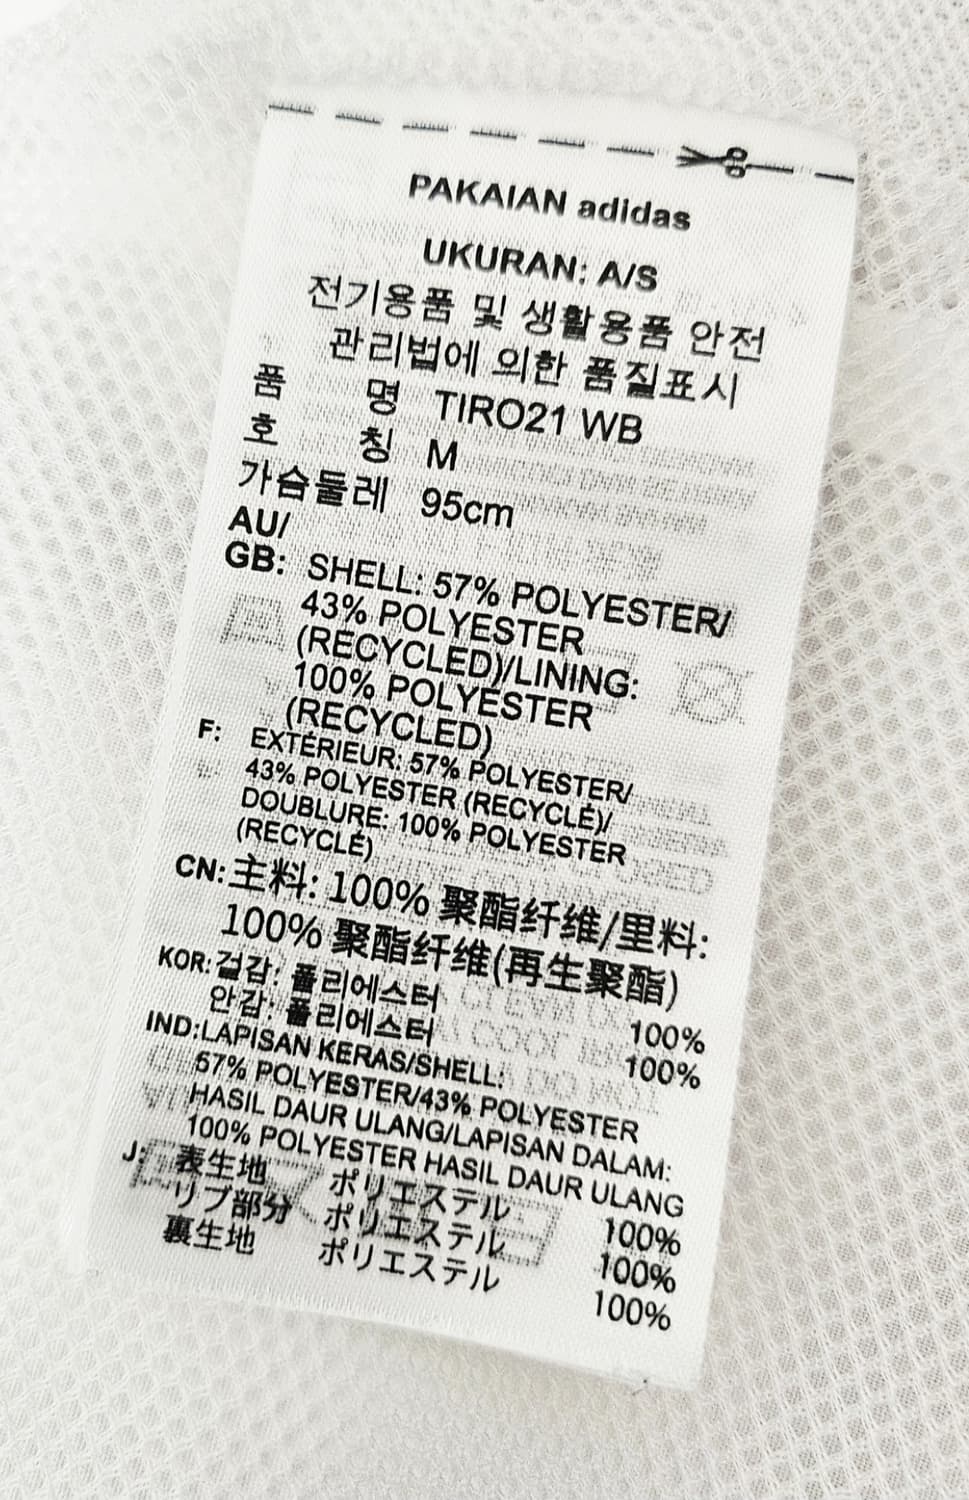 PAKAIAN adidas
UKURAN: A/S
전기용품 및 생활용품 안전
관리법에 의한 품질표시
품 명 TIRO21 WB
호 칭 M
가슴둘레 95cm
AU/
GB: SHELL: 57% POLYESTER/
43% POLYESTER
(RECYCLED)/LINING:
100% POLYESTER
(RECYCLED)
F: EXTÉRIEUR: 57% POLYESTER/
43% POLYESTER (RECYCLÉ)/
DOUBLURE: 100% POLYESTER
(RECYCLÉ)
CN: 主料: 100% 聚酯纤维/里料:
100% 聚酯纤维(再生聚酯)
KOR: 겉감: 폴리에스터 100%
안감: 폴리에스터 100%
IND:LAPISAN KERAS/SHELL:
57% POLYESTER/43% POLYESTER
HASIL DAUR ULANG/LAPISAN DALAM:
100% POLYESTER HASIL DAUR ULANG
J: 表生地 ポリエステル 100%
リブ部分 ポリエステル 100%
裏生地 ポリエステル 100%